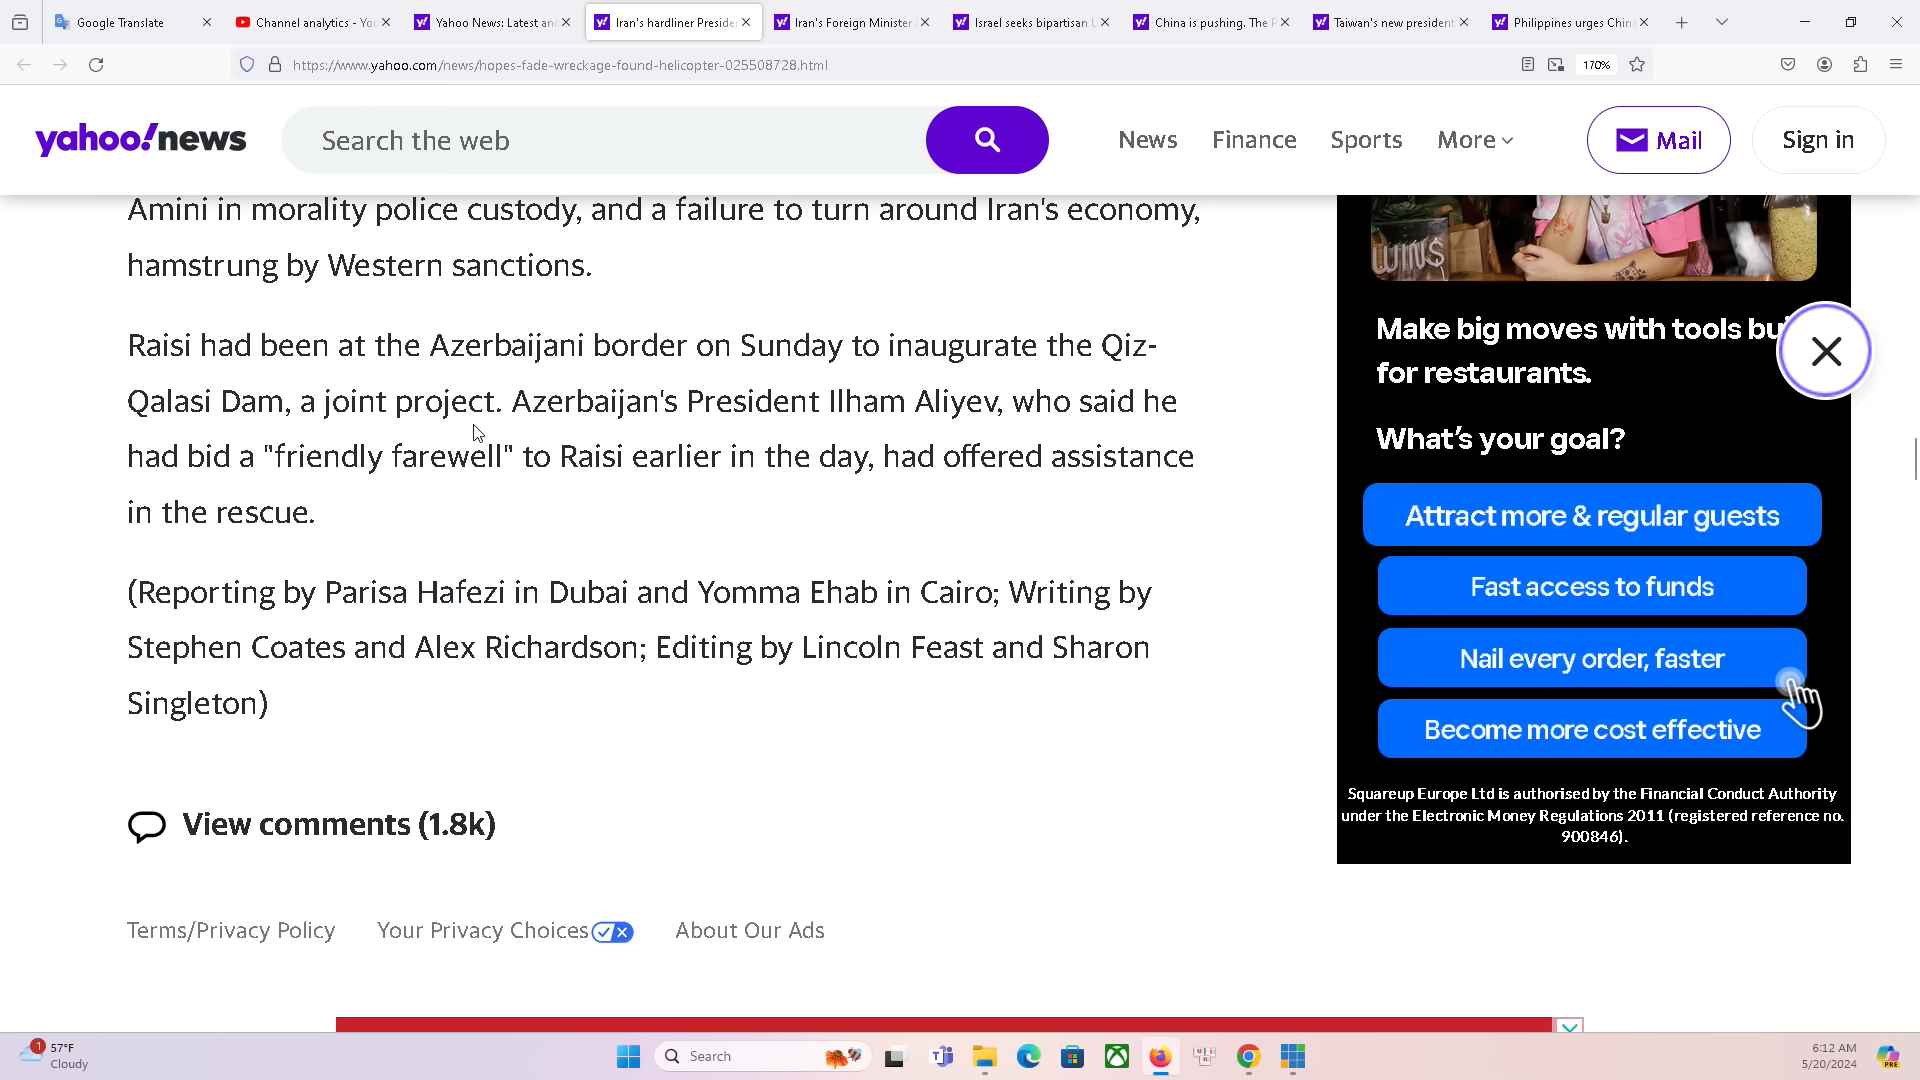 Google Translate
Channel analytics - You
Yahoo News: Latest and
Iran's hardliner Preside
Iran's Foreign Minister
Israel seeks bipartisan U
China is pushing. The P
Taiwan's new president
Philippines urges China
https://www.yahoo.com/news/hopes-fade-wreckage-found-helicopter-025508728.html
170%
yahoo!news
Search the web
News
Finance
Sports
More
Mail
Sign in
Amini in morality police custody, and a failure to turn around Iran's economy,
hamstrung by Western sanctions.
Raisi had been at the Azerbaijani border on Sunday to inaugurate the Qiz-
Qalasi Dam, a joint project. Azerbaijan's President Ilham Aliyev, who said he
had bid a "friendly farewell" to Raisi earlier in the day, had offered assistance
in the rescue.
(Reporting by Parisa Hafezi in Dubai and Yomma Ehab in Cairo; Writing by
Stephen Coates and Alex Richardson; Editing by Lincoln Feast and Sharon
Singleton)
View comments (1.8k)
Terms/Privacy Policy
Your Privacy Choices
About Our Ads
WINS
Make big moves with tools bui
for restaurants.
What's your goal?
Attract more & regular guests
Fast access to funds
Nail every order, faster
Become more cost effective
Squareup Europe Ltd is authorised by the Financial Conduct Authority
under the Electronic Money Regulations 2011 (registered reference no.
900846).
1
57°F
Cloudy
Search
6:12 AM
5/20/2024
PRE